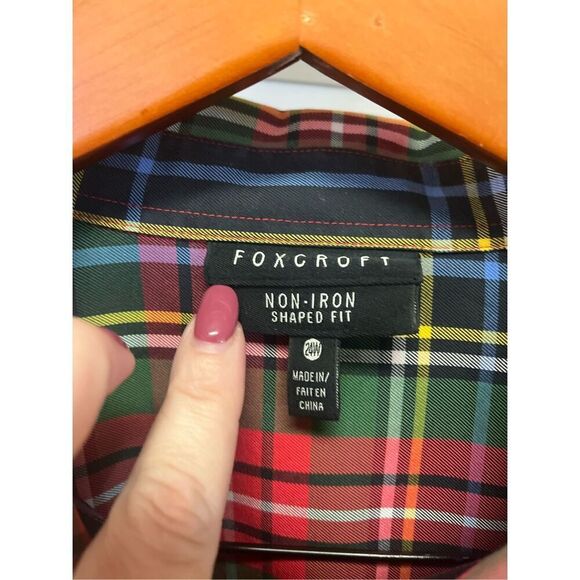 FOXCROFT
NON-IRON
SHAPED FIT
24W
MADE IN/
FAIT EN
CHINA